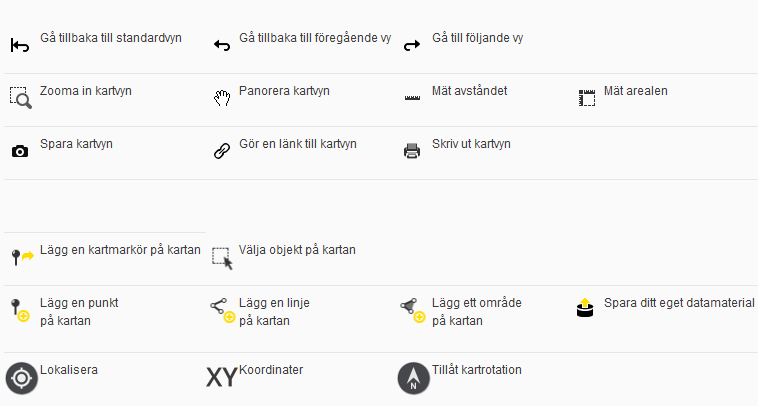 Gå tillbaka till standardvyn
Gå tillbaka till föregående vy
Gå till följande vy
Zooma in kartvyn
Panorera kartvyn
Mät avståndet
Mät arealen
Spara kartvyn
Gör en länk till kartvyn
Skriv ut kartvyn
Lägg en kartmarkör på kartan
Välja objekt på kartan
Lägg en punkt
på kartan
Lägg en linje
på kartan
Lägg ett område
på kartan
Spara ditt eget datamaterial
Lokalisera
XY
Koordinater
N
Tillåt kartrotation